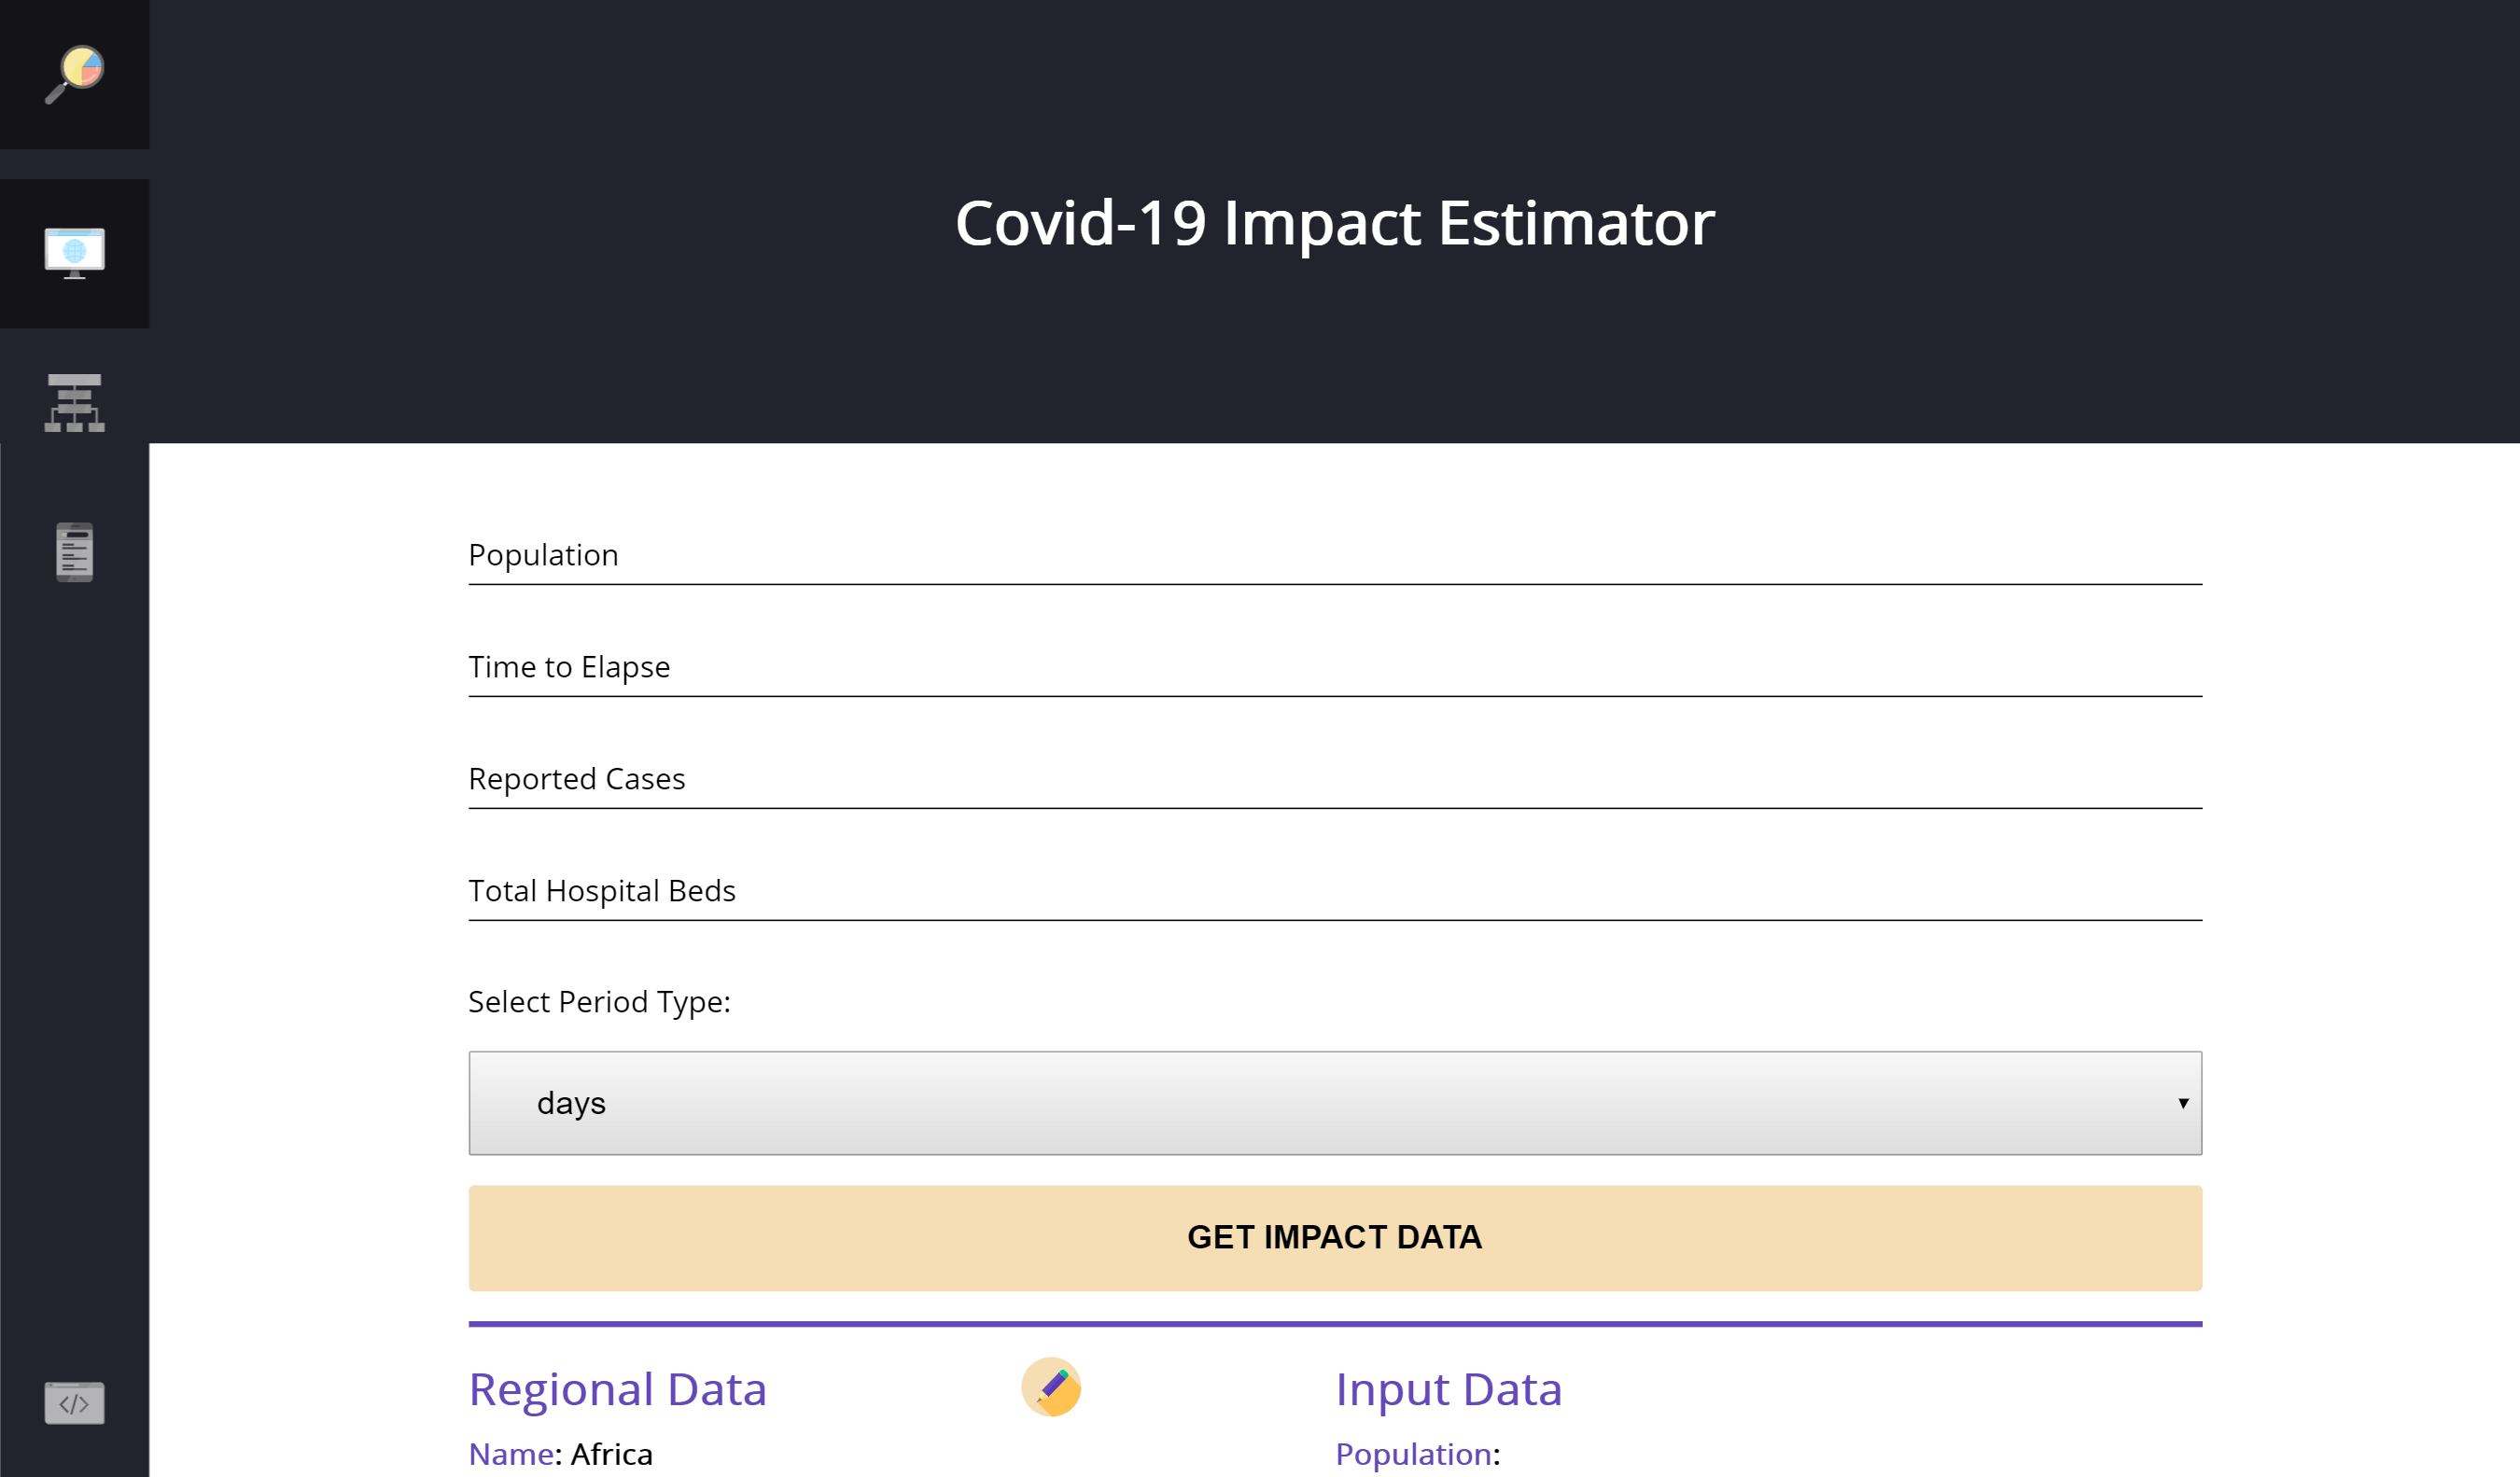 Covid-19 Impact Estimator
Population
Time to Elapse
Reported Cases
Total Hospital Beds
Select Period Type:
days
GET IMPACT DATA
Regional Data
Input Data
Name: Africa
Population: